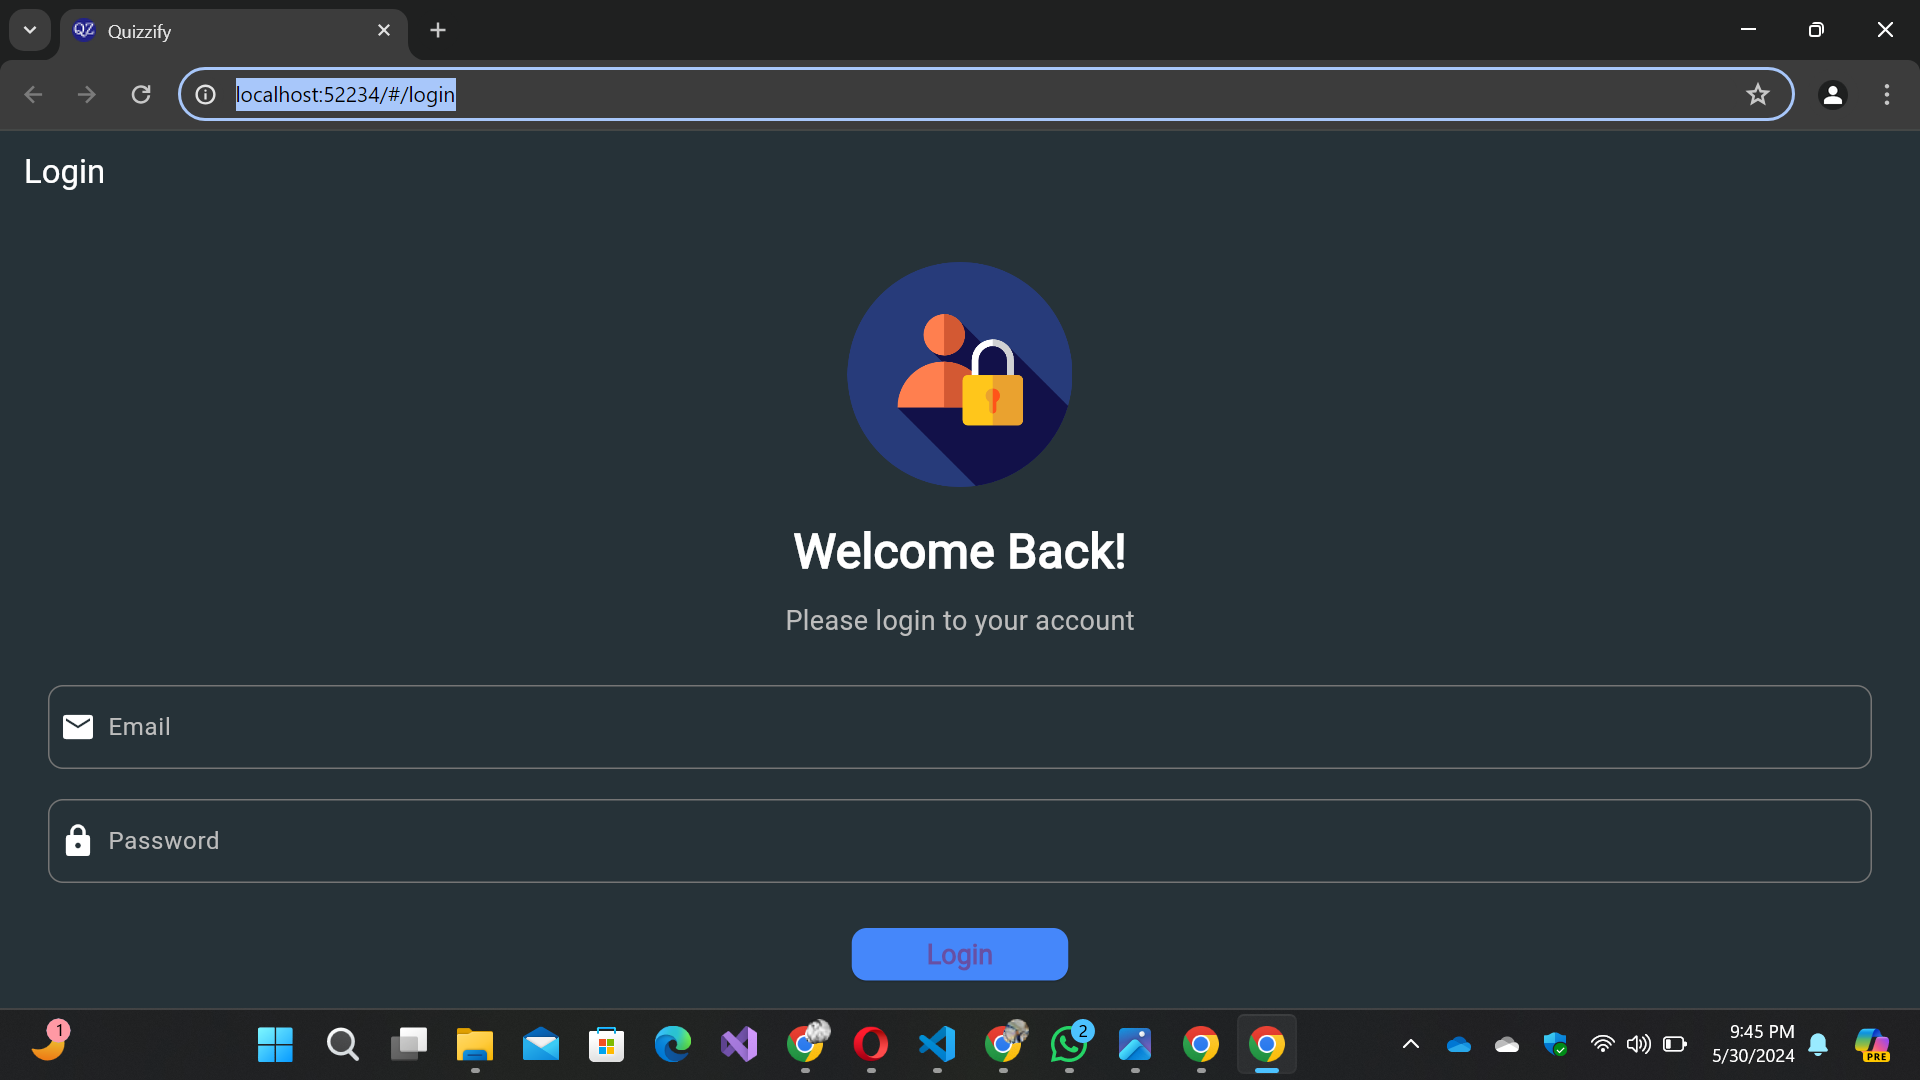 QZ Quizzify
localhost:52234/#/login
Login
Welcome Back!
Please login to your account
Email
Password
Login
1
2
9:45 PM
5/30/2024
PRE